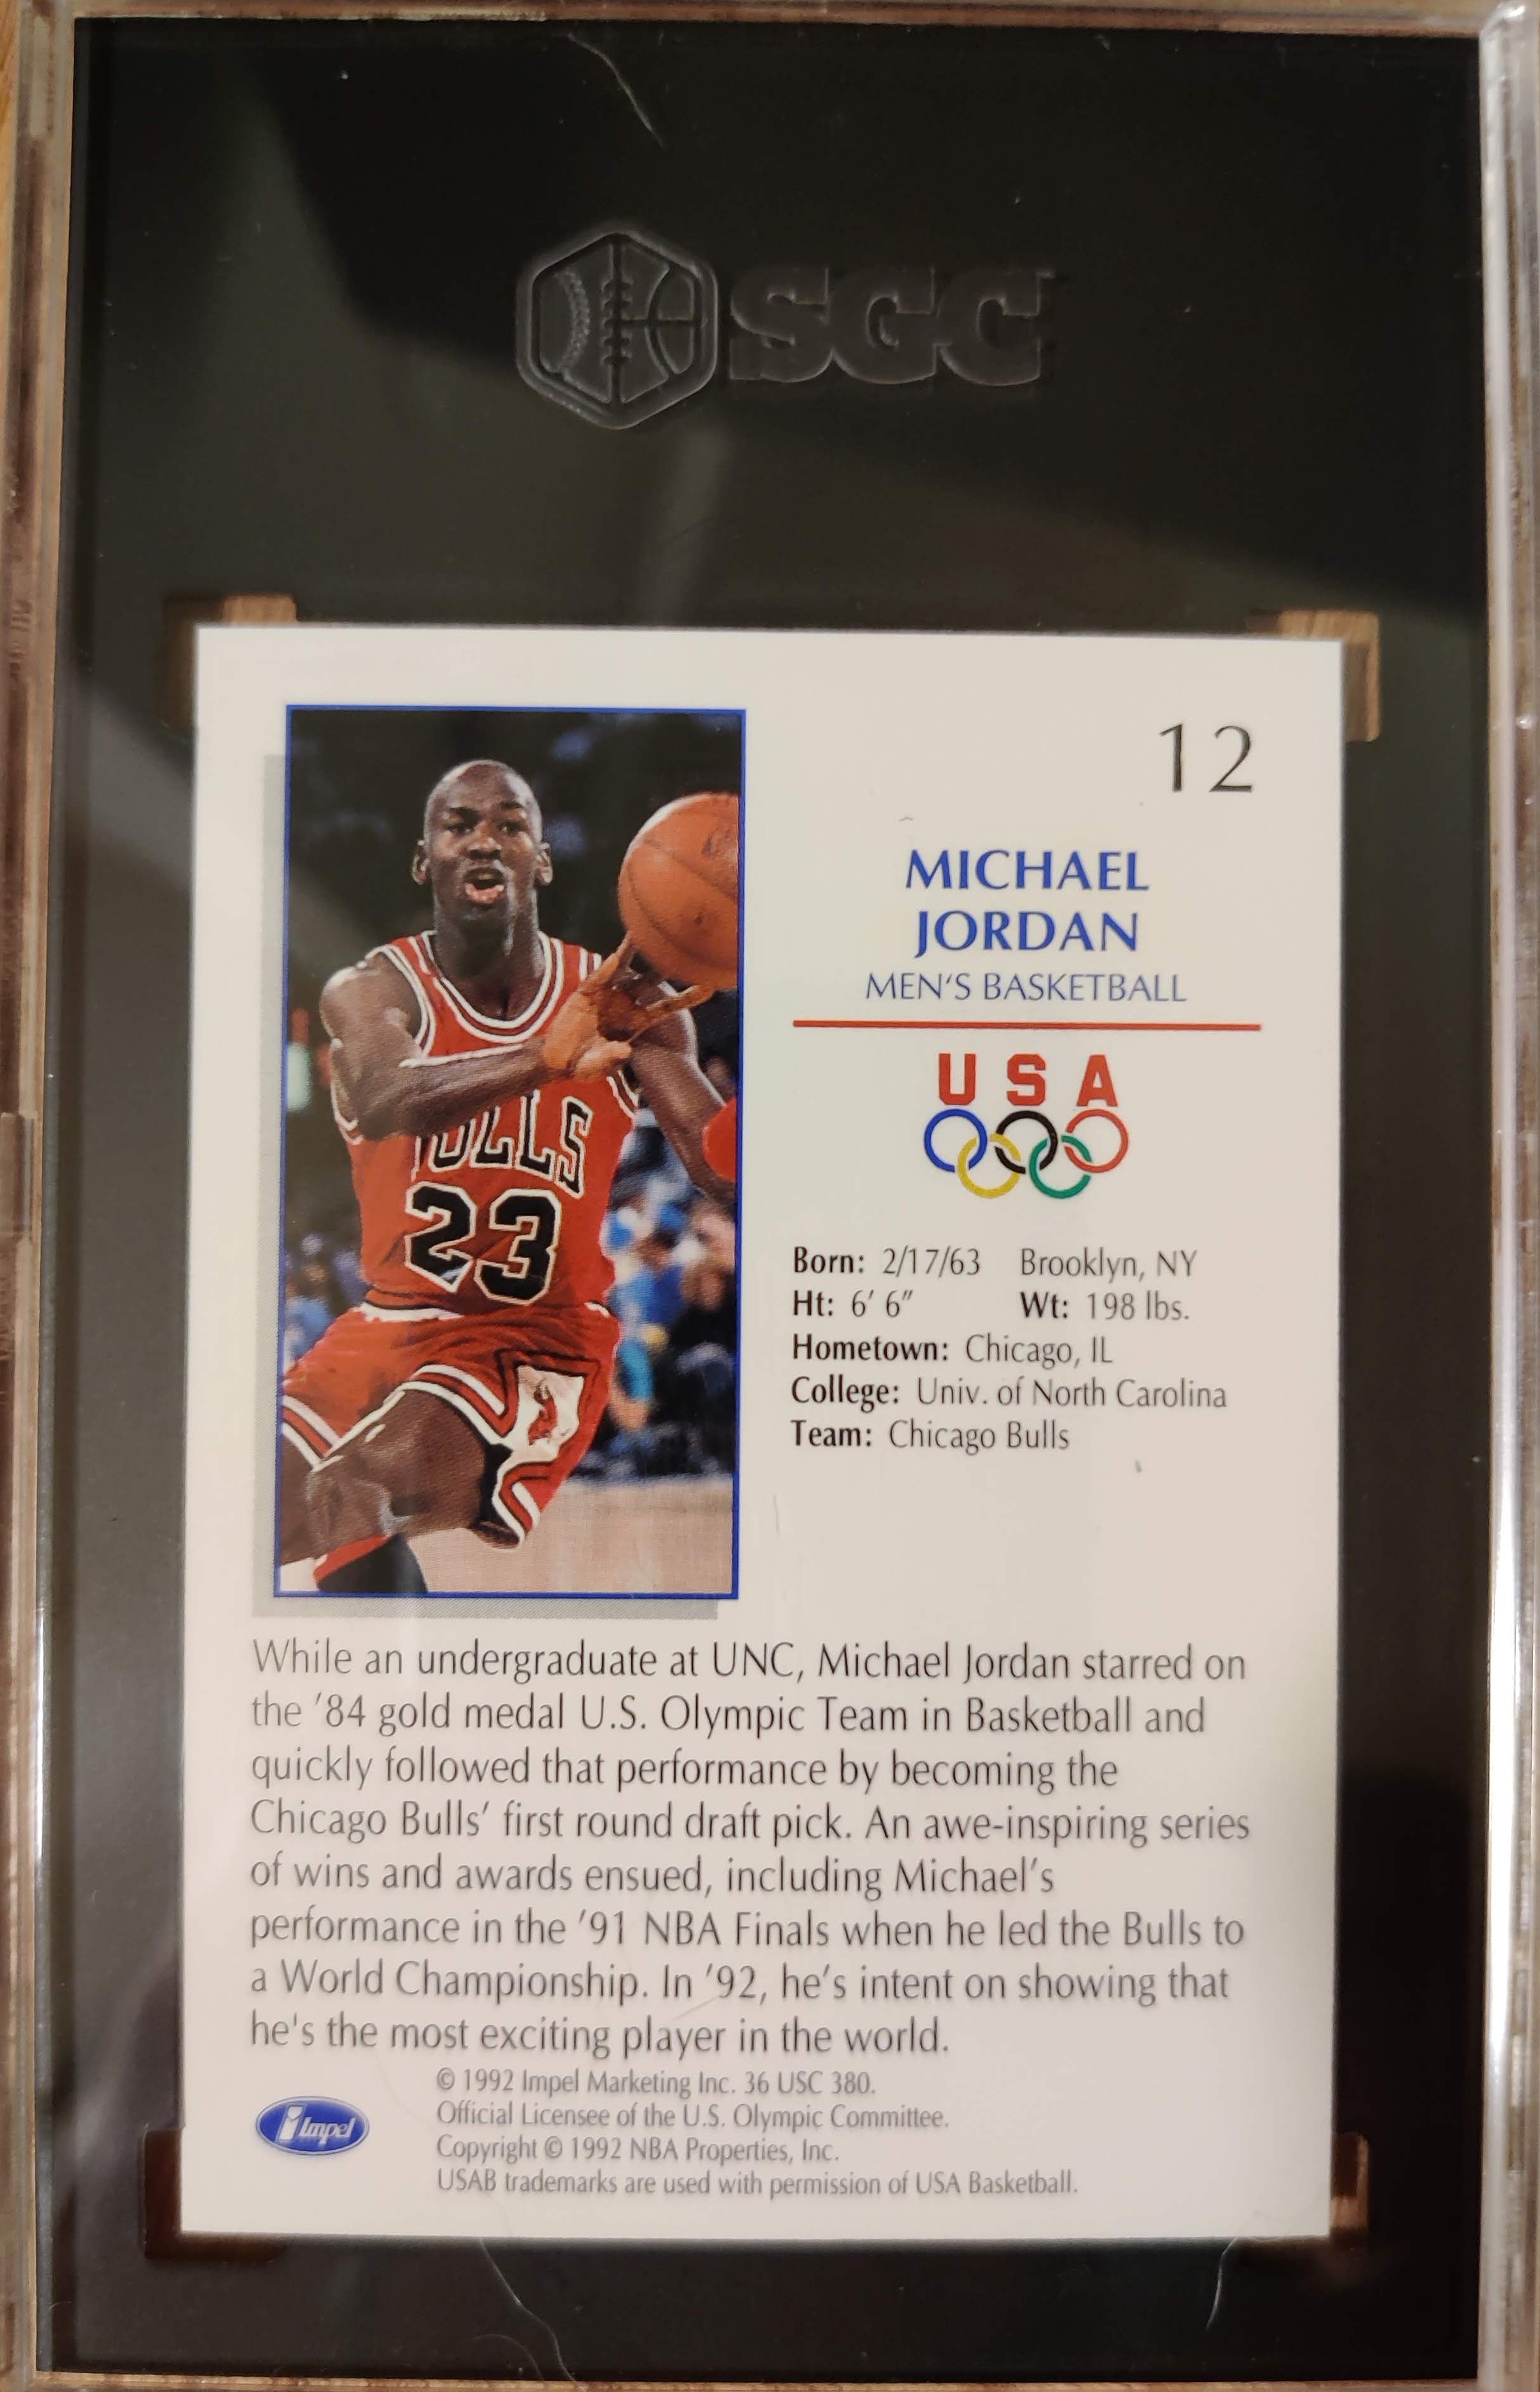 SGC
12
MICHAEL
JORDAN
MEN'S BASKETBALL
USA
BULLS
23
Born: 2/17/63 Brooklyn, NY
Ht: 6' 6" Wt: 198 lbs.
Hometown: Chicago, IL
College: Univ. of North Carolina
Team: Chicago Bulls
While an undergraduate at UNC, Michael Jordan starred on
the '84 gold medal U.S. Olympic Team in Basketball and
quickly followed that performance by becoming the
Chicago Bulls' first round draft pick. An awe-inspiring series
of wins and awards ensued, including Michael's
performance in the '91 NBA Finals when he led the Bulls to
a World Championship. In '92, he's intent on showing that
he's the most exciting player in the world.
© 1992 Impel Marketing Inc. 36 USC 380.
Official Licensee of the U.S. Olympic Committee.
Copyright © 1992 NBA Properties, Inc.
USAB trademarks are used with permission of USA Basketball.
Impel